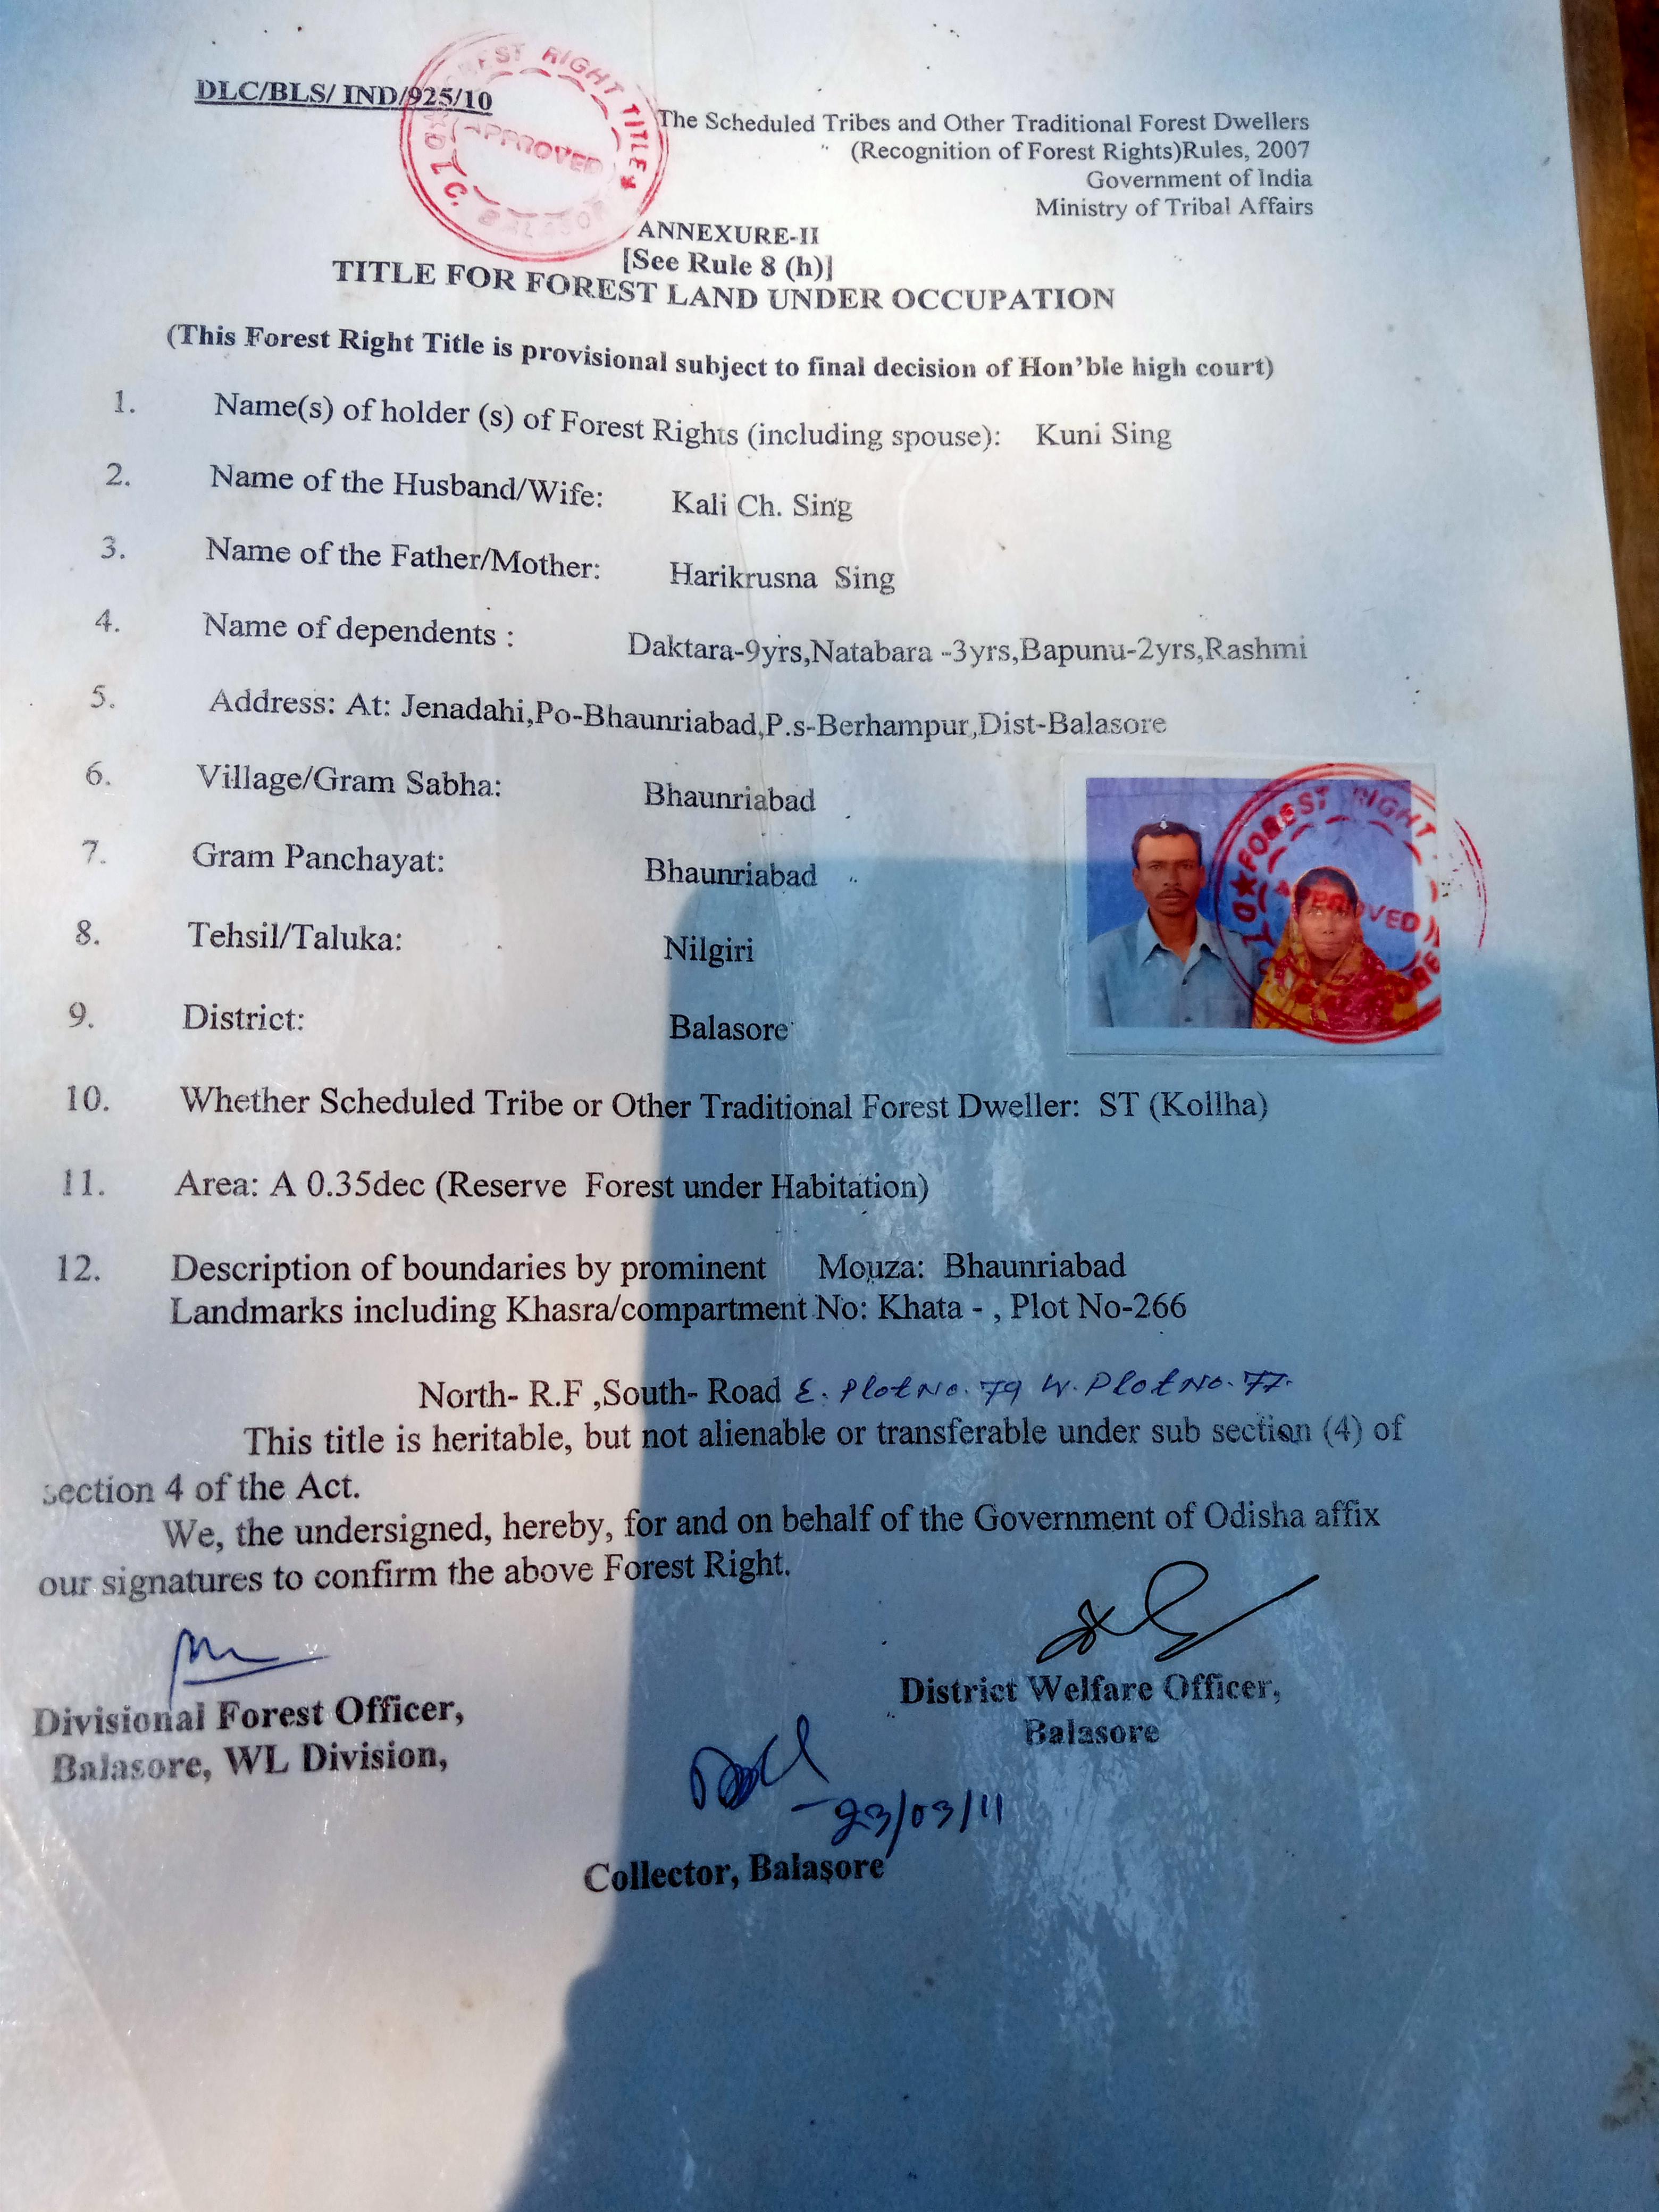 DLC/BLS/ IND/925/10
FOREST RIGHT TITLE
APPROVED
D.L.C. BALASORE
The Scheduled Tribes and Other Traditional Forest Dwellers
(Recognition of Forest Rights)Rules, 2007
Government of India
Ministry of Tribal Affairs
ANNEXURE-II
[See Rule 8 (h)]
TITLE FOR FOREST LAND UNDER OCCUPATION
(This Forest Right Title is provisional subject to final decision of Hon'ble high court)
1. Name(s) of holder (s) of Forest Rights (including spouse): Kuni Sing
2. Name of the Husband/Wife: Kali Ch. Sing
3. Name of the Father/Mother: Harikrusna Sing
4. Name of dependents : Daktara-9yrs,Natabara -3yrs,Bapunu-2yrs,Rashmi
5. Address: At: Jenadahi,Po-Bhaunriabad,P.s-Berhampur,Dist-Balasore
6. Village/Gram Sabha: Bhaunriabad
7. Gram Panchayat: Bhaunriabad
8. Tehsil/Taluka: Nilgiri
9. District: Balasore
FOREST RIGHT
APPROVED
10. Whether Scheduled Tribe or Other Traditional Forest Dweller: ST (Kollha)
11. Area: A 0.35dec (Reserve Forest under Habitation)
12. Description of boundaries by prominent Mouza: Bhaunriabad
Landmarks including Khasra/compartment No: Khata - , Plot No-266
North- R.F ,South- Road E. Plot No. 79 W. Plot No. 77.
This title is heritable, but not alienable or transferable under sub section (4) of
section 4 of the Act.
We, the undersigned, hereby, for and on behalf of the Government of Odisha affix
our signatures to confirm the above Forest Right.
Divisional Forest Officer,
Balasore, WL Division,
District Welfare Officer,
Balasore
23/03/11
Collector, Balasore